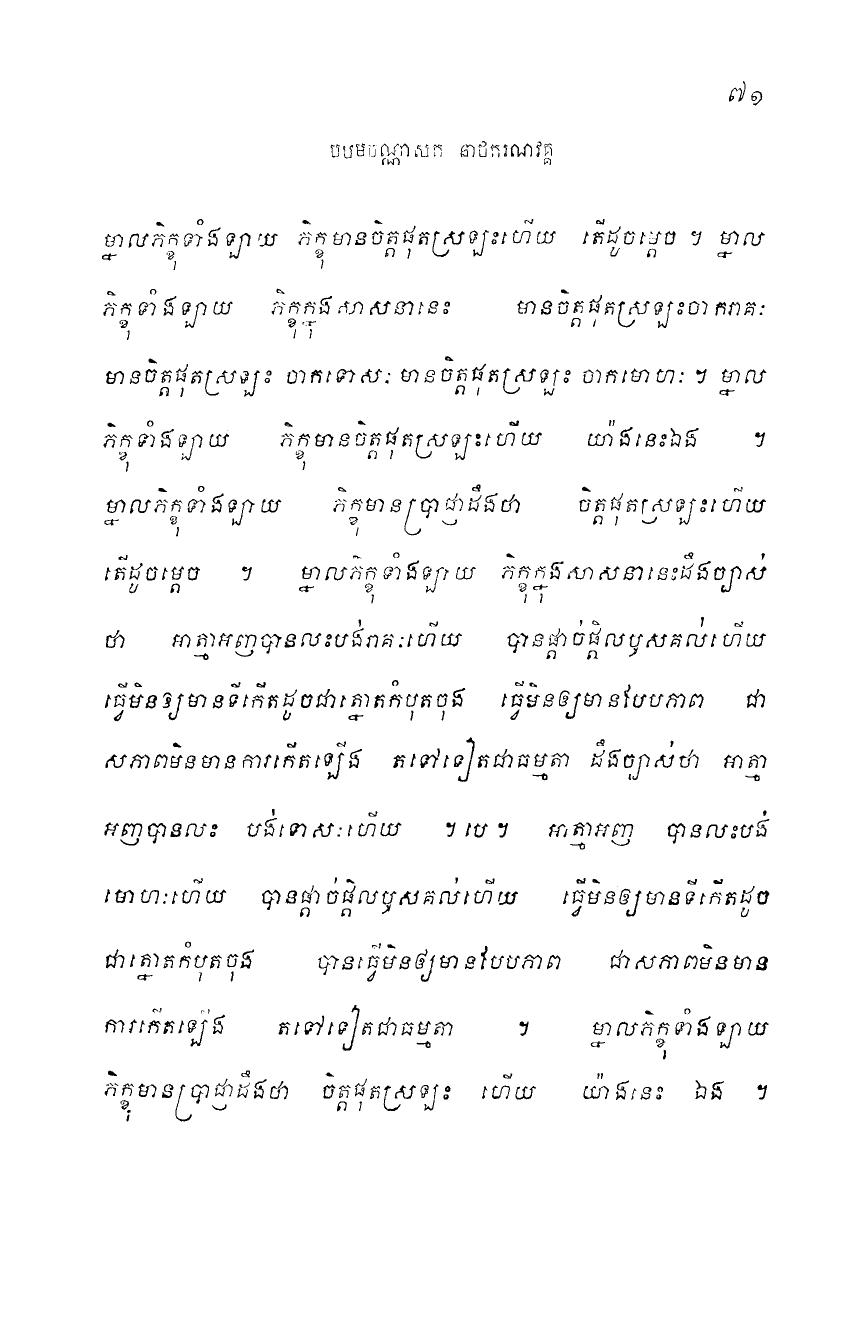 ៧១
បឋមបណ្ណាសក នាថករណវគ្គ
ម្នាលភិក្ខុទាំងឡាយ ភិក្ខុមានចិត្តផុតស្រឡះហើយ តើដូចម្តេច ។ ម្នាល
ភិក្ខុទាំងឡាយ ភិក្ខុក្នុងសាសនានេះ មានចិត្តផុតស្រឡះចាករាគៈ
មានចិត្តផុតស្រឡះ ចាកទោសៈ មានចិត្តផុតស្រឡះ ចាកមោហៈ ។ ម្នាល
ភិក្ខុទាំងឡាយ ភិក្ខុមានចិត្តផុតស្រឡះហើយ យ៉ាងនេះឯង ។
ម្នាលភិក្ខុទាំងឡាយ ភិក្ខុមានប្រាជ្ញាដឹងថា ចិត្តផុតស្រឡះហើយ
តើដូចម្តេច ។ ម្នាលភិក្ខុទាំងឡាយ ភិក្ខុក្នុងសាសនានេះដឹងច្បាស់
ថា អាត្មាអញបានលះបង់រាគៈហើយ បានផ្តាច់ផ្តិលឫសគល់ហើយ
ធ្វើមិនឲ្យមានទីកើតដូចជាត្នោតកំបុតចុង ធ្វើមិនឲ្យមានបែបភាព ជា
សភាពមិនមានការកើតឡើង តទៅទៀតជាធម្មតា ដឹងច្បាស់ថា អាត្មា
អញបានលះ បង់ទោសៈហើយ ។ បេ ។ អាត្មាអញ បានលះបង់
មោហៈហើយ បានផ្តាច់ផ្តិលឫសគល់ហើយ ធ្វើមិនឲ្យមានទីកើតដូច
ជាត្នោតកំបុតចុង បានធ្វើមិនឲ្យមានបែបភាព ជាសភាពមិនមាន
ការកើតឡើង តទៅទៀតជាធម្មតា ។ ម្នាលភិក្ខុទាំងឡាយ
ភិក្ខុមានប្រាជ្ញាដឹងថា ចិត្តផុតស្រឡះ ហើយ យ៉ាងនេះ ឯង ។